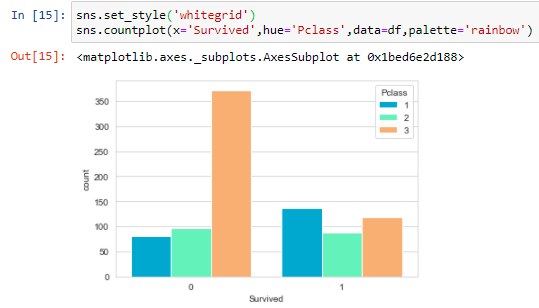 In [15]: sns.set_style('whitegrid')
sns.countplot(x='Survived',hue='Pclass',data=df,palette='rainbow')
Out[15]: <matplotlib.axes._subplots.AxesSubplot at 0x1bed6e2d188>
Pclass
1
2
3
350
300
250
200
150
100
50
0
count
0 1
Survived